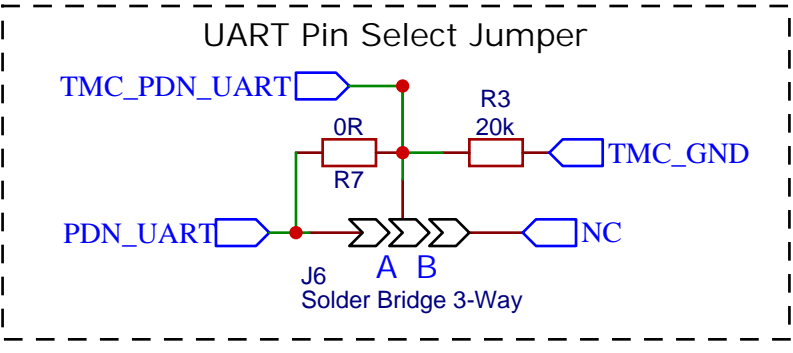 UART Pin Select Jumper
TMC_PDN_UART
R3
0R
20k
TMC_GND
R7
PDN_UART
NC
A B
J6
Solder Bridge 3-Way